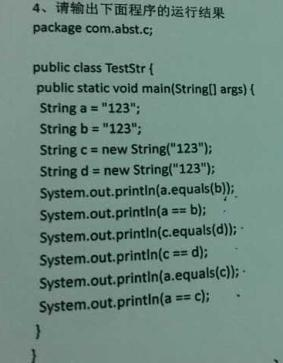 4、请输出下面程序的运行结果
package com.abst.c;
public class TestStr {
public static void main(String[] args) {
String a = "123";
String b = "123";
String c = new String("123");
String d = new String("123");
System.out.println(a.equals(b));
System.out.println(a == b);
System.out.println(c.equals(d));
System.out.println(c == d);
System.out.println(a.equals(c));
System.out.println(a == c);
}
}